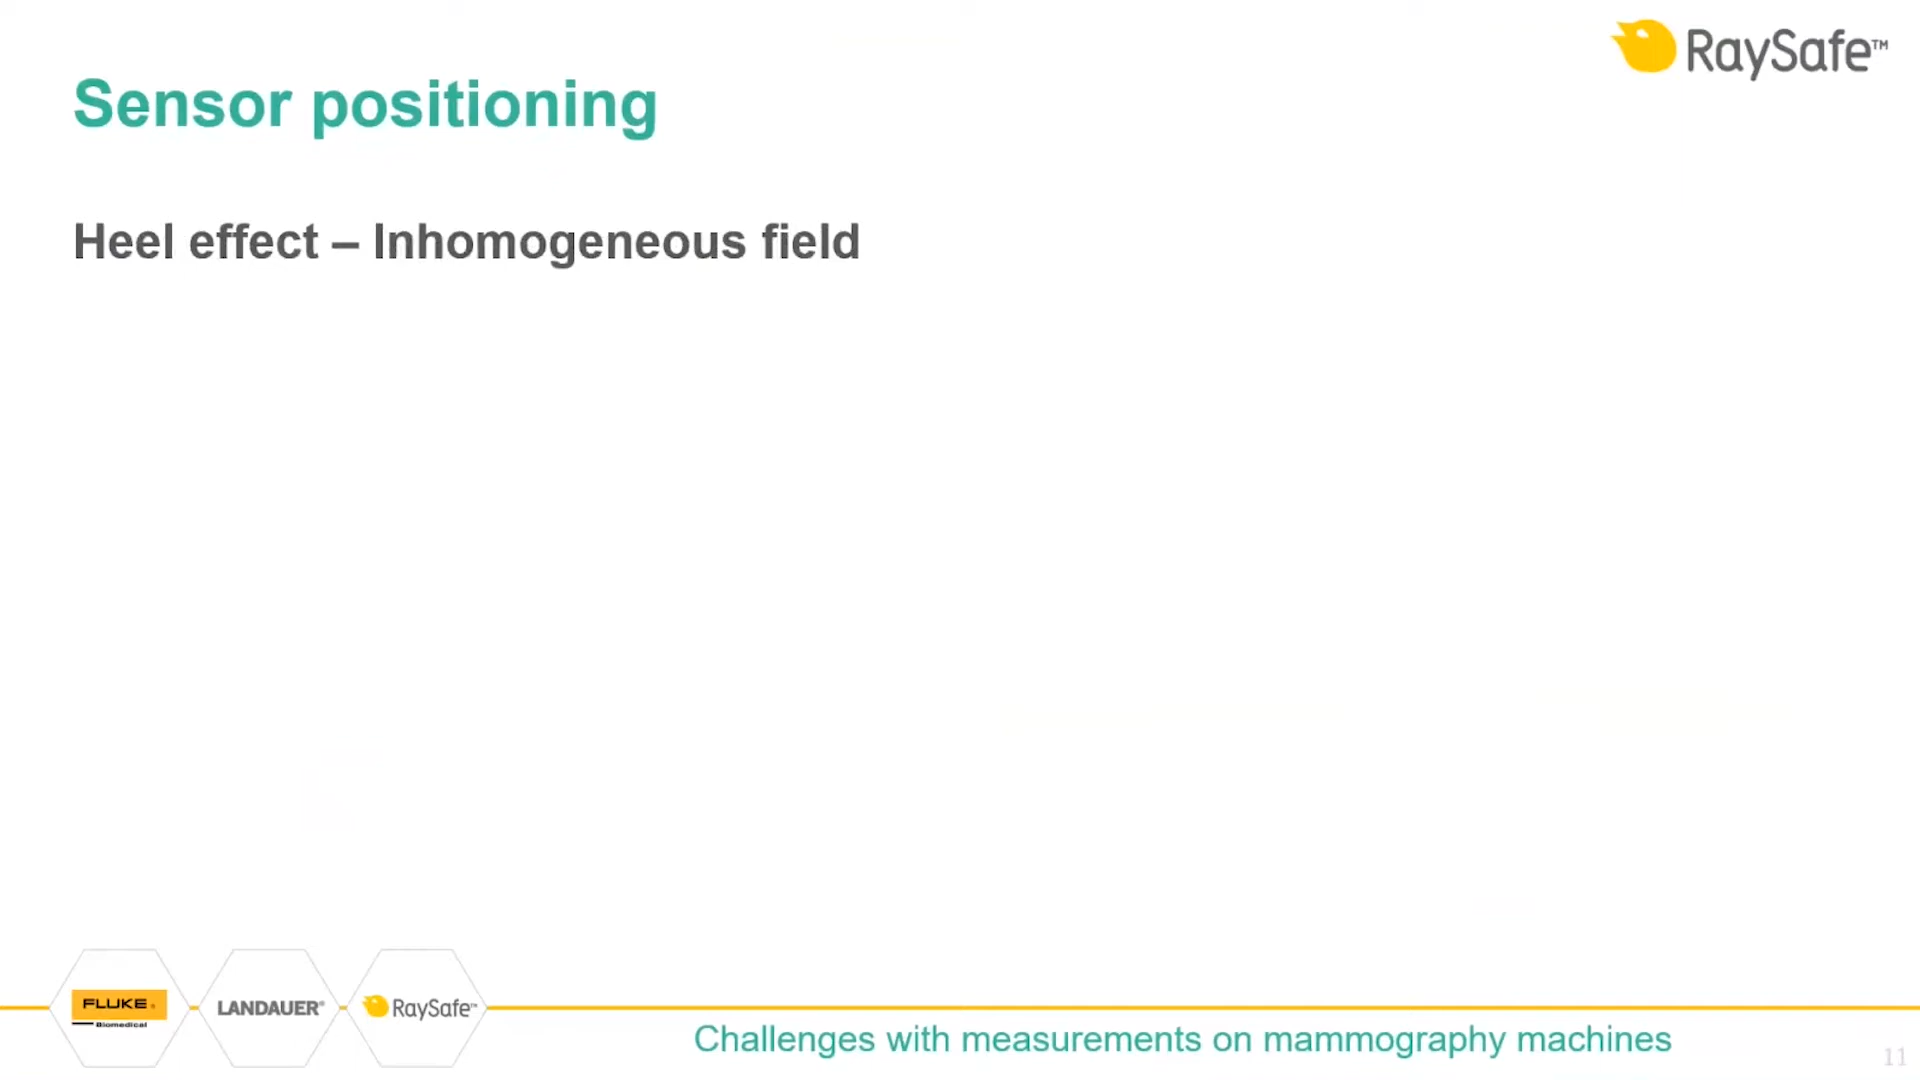 RaySafe™
Sensor positioning
Heel effect – Inhomogeneous field
FLUKE®
Biomedical
LANDAUER®
RaySafe™
Challenges with measurements on mammography machines
11